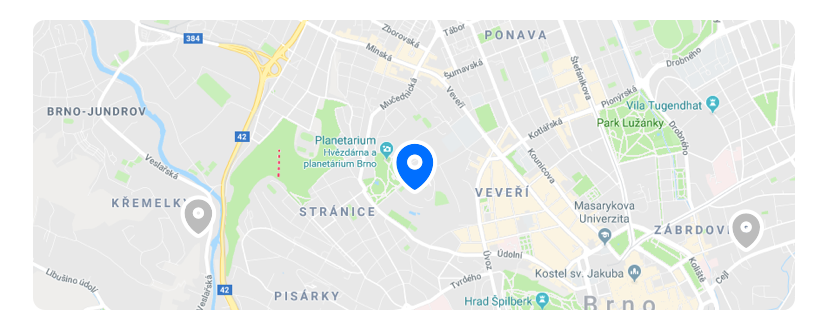 Zborovská
Tábor
PONAVA
384
Minská
Šumavská
Štefánikova
Drobného
Mučednická
Veveří
Pionýrská
BRNO-JUNDROV
Vila Tugendhat
Kotlářská
Park Lužánky
42
Planetarium
Hvězdárna a
planetárium Brno
Drobného
Kounicova
Veslařská
VEVEŘÍ
KŘEMELKY
STRÁNICE
Masarykova
Univerzita
ZÁBRDOVI
Úvoz
Údolní
Libušino údolí
Veslařská
Tvrdého
Kostel sv. Jakuba
Koliště
Cejl
42
PISÁRKY
Hrad Špilberk
Brno